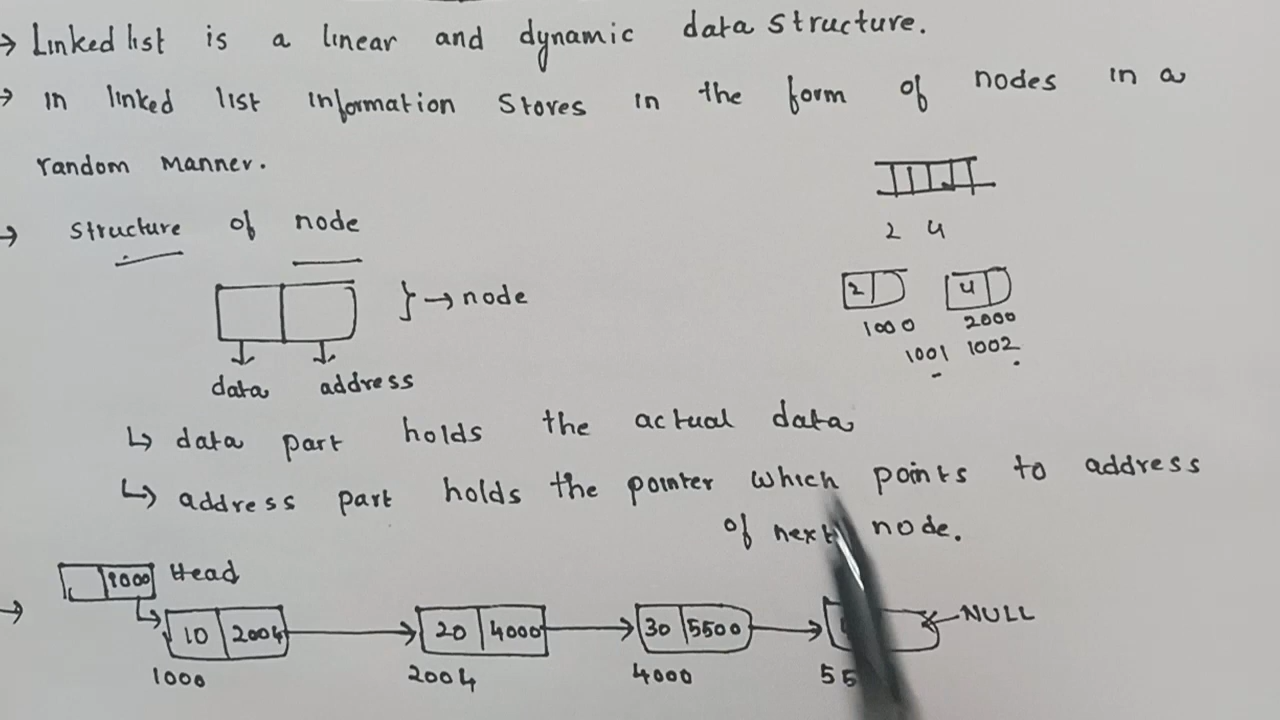 → Linked list is a linear and dynamic data structure.
→ in linked list information stores in the form of nodes in a
random manner.
→ structure of node
2 4
} → node
2 4
1000 2000
1001 1002
data address
↳ data part holds the actual data
↳ address part holds the pointer which points to address
of next node.
1000 Head
→ 10 2004 20 4000 30 5500 NULL
1000 2004 4000 55